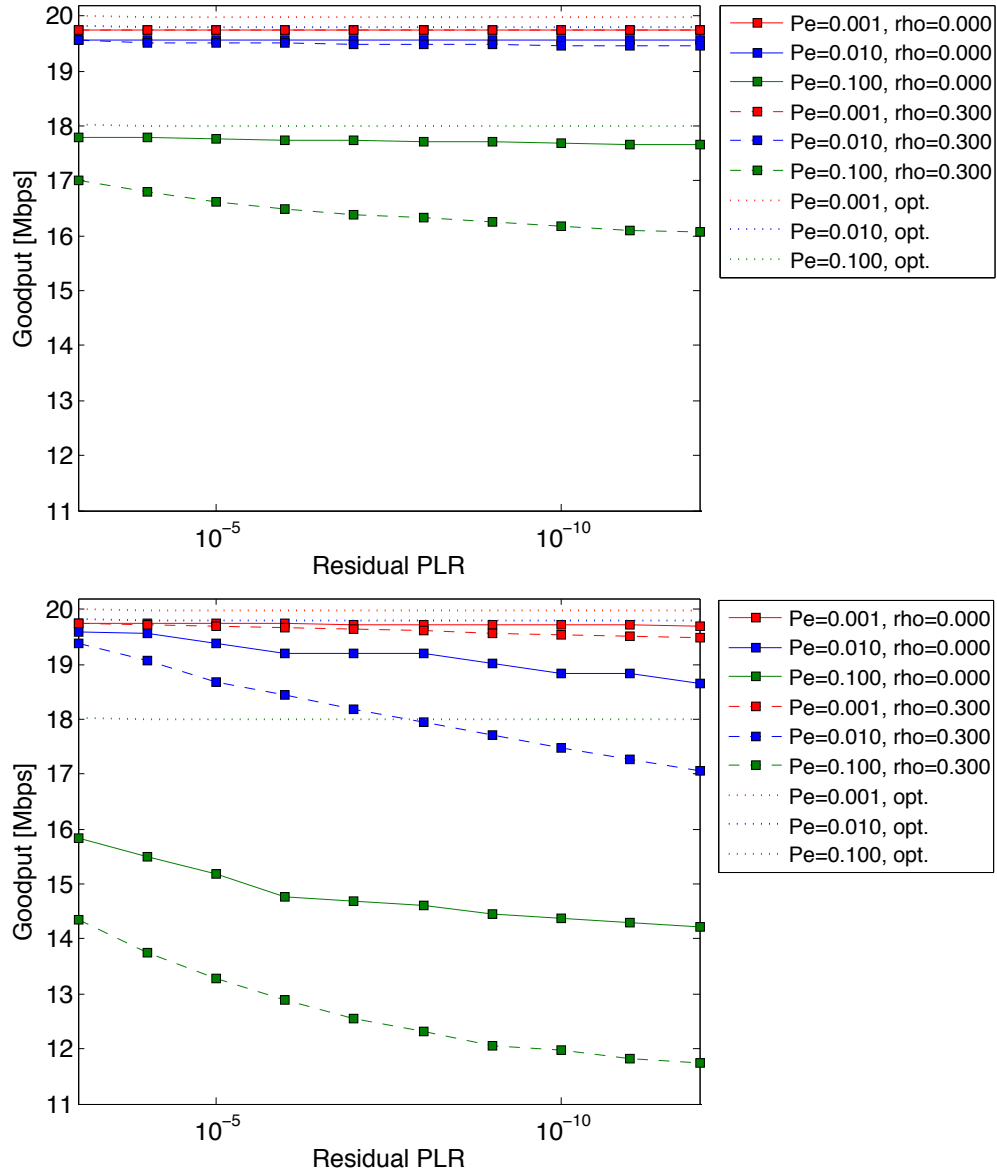 20
19
18
17
16
15
14
13
12
11
Goodput [Mbps]
10⁻⁵
10⁻¹⁰
Residual PLR
Pe=0.001, rho=0.000
Pe=0.010, rho=0.000
Pe=0.100, rho=0.000
Pe=0.001, rho=0.300
Pe=0.010, rho=0.300
Pe=0.100, rho=0.300
Pe=0.001, opt.
Pe=0.010, opt.
Pe=0.100, opt.
20
19
18
17
16
15
14
13
12
11
Goodput [Mbps]
10⁻⁵
10⁻¹⁰
Residual PLR
Pe=0.001, rho=0.000
Pe=0.010, rho=0.000
Pe=0.100, rho=0.000
Pe=0.001, rho=0.300
Pe=0.010, rho=0.300
Pe=0.100, rho=0.300
Pe=0.001, opt.
Pe=0.010, opt.
Pe=0.100, opt.